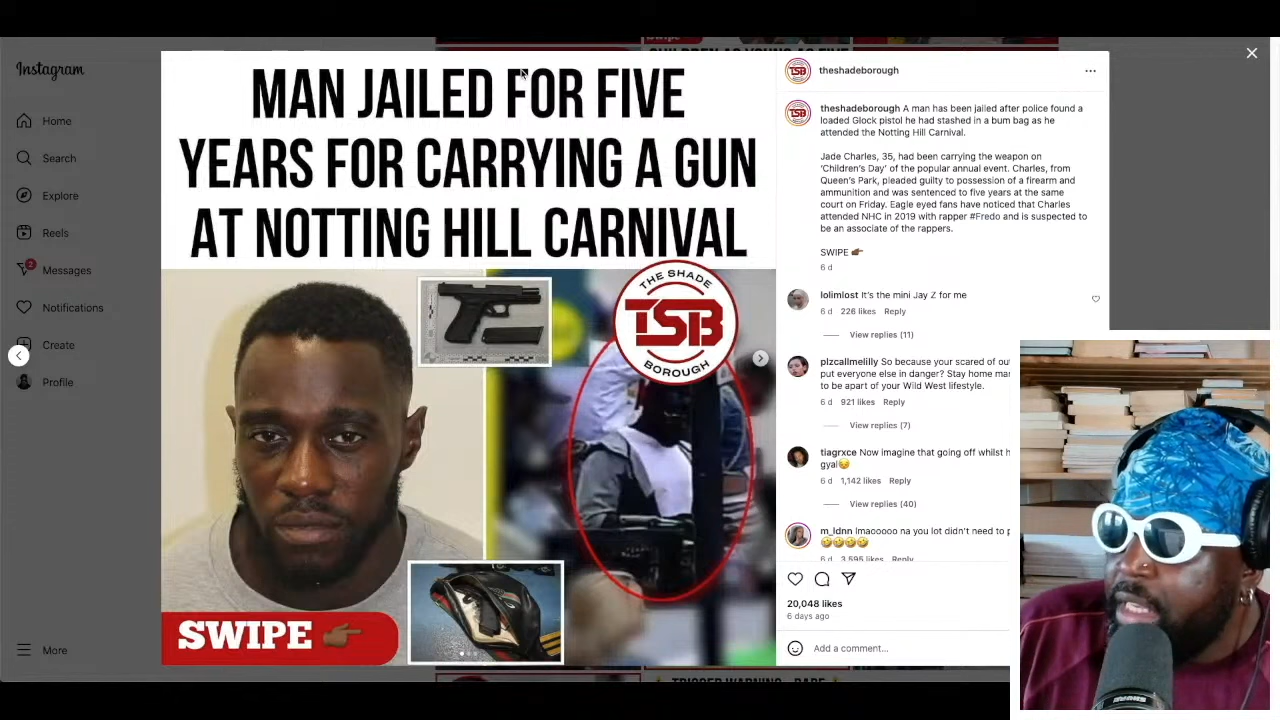 Instagram
Home
Search
Explore
Reels
2
Messages
Notifications
Create
Profile
More
MAN JAILED FOR FIVE
YEARS FOR CARRYING A GUN
AT NOTTING HILL CARNIVAL
THE SHADE
TSB
BOROUGH
SWIPE 👉🏾
theshadeborough
theshadeborough A man has been jailed after police found a
loaded Glock pistol he had stashed in a bum bag as he
attended the Notting Hill Carnival.
Jade Charles, 35, had been carrying the weapon on
‘Children’s Day’ of the popular annual event. Charles, from
Queen’s Park, pleaded guilty to possession of a firearm and
ammunition and was sentenced to five years at the same
court on Friday. Eagle eyed fans have noticed that Charles
attended NHC in 2019 with rapper #Fredo and is suspected to
be an associate of the rappers.
SWIPE 👉🏾
6 d
lolimlost It's the mini Jay Z for me
6 d 226 likes Reply
View replies (11)
plzcallmelilly So because your scared of
put everyone else in danger? Stay home
to be apart of your Wild West lifestyle.
6 d 921 likes Reply
View replies (7)
tiagrxce Now imagine that going off whilst
gyal😔
6 d 1,142 likes Reply
View replies (40)
m_ldnn lmaooooo na you lot didn't need to
🤣🤣🤣🤣
6 d 3,595 likes Reply
20,048 likes
6 days ago
Add a comment...